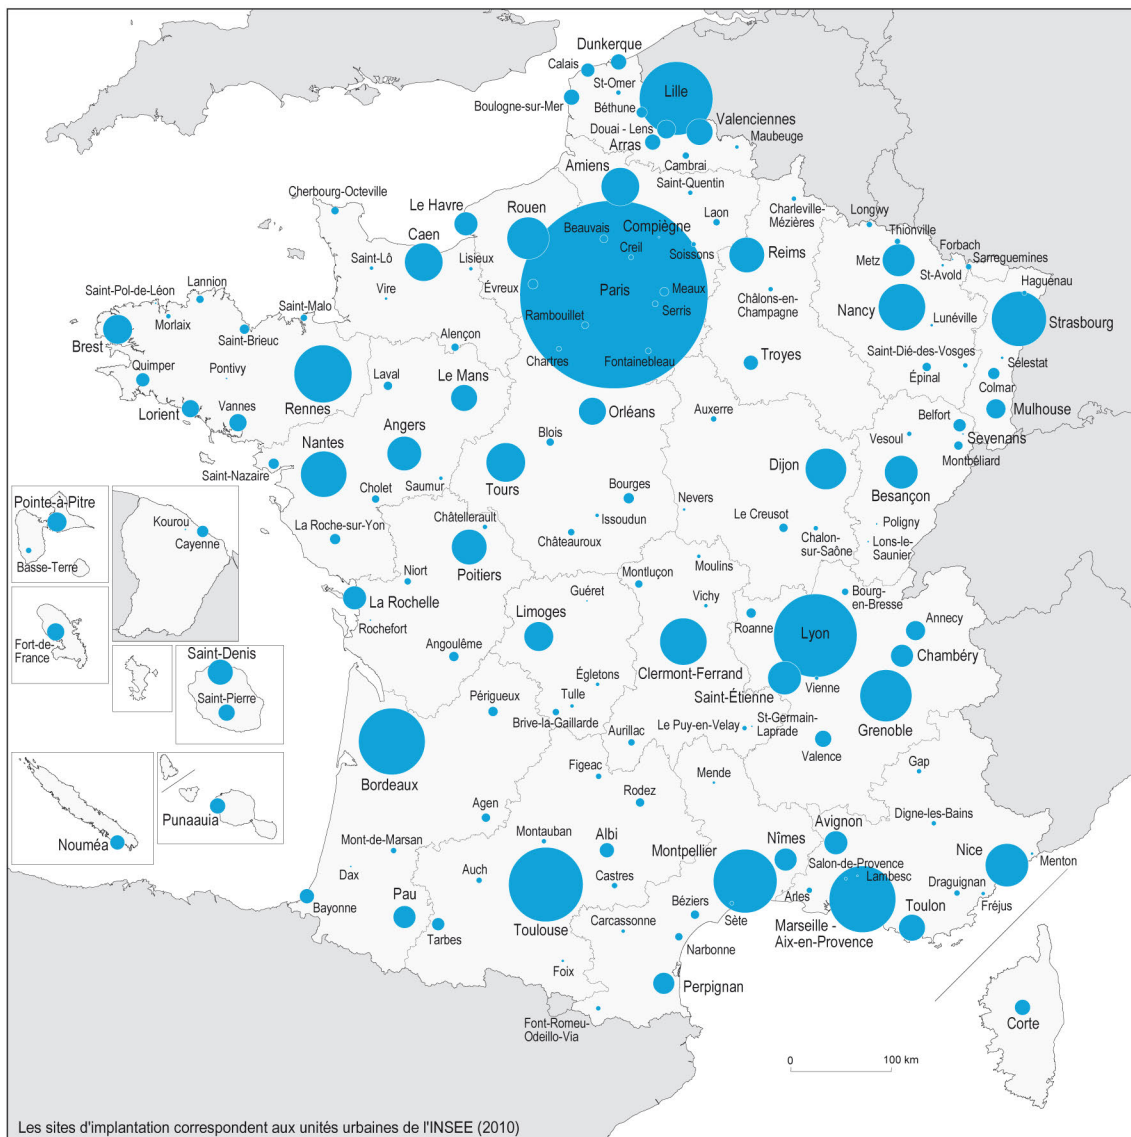 Dunkerque
Calais
St-Omer
Lille
Boulogne-sur-Mer
Béthune
Valenciennes
Douai - Lens
Maubeuge
Arras
Cambrai
Amiens
Saint-Quentin
Cherbourg-Octeville
Charleville-
Mézières
Le Havre
Rouen
Laon
Longwy
Compiègne
Beauvais
Thionville
Caen
Creil
Soissons
Forbach
Reims
Sarreguemines
Saint-Lô
Lisieux
Metz
St-Avold
Haguenau
Évreux
Paris
Meaux
Vire
Lannion
Saint-Pol-de-Léon
Châlons-en-
Champagne
Saint-Malo
Serris
Nancy
Lunéville
Strasbourg
Morlaix
Rambouillet
Brest
Saint-Brieuc
Alençon
Saint-Dié-des-Vosges
Troyes
Chartres
Fontainebleau
Sélestat
Quimper
Pontivy
Laval
Le Mans
Épinal
Colmar
Rennes
Lorient
Vannes
Orléans
Auxerre
Mulhouse
Belfort
Angers
Blois
Vesoul
Sevenans
Nantes
Montbéliard
Saint-Nazaire
Dijon
Saumur
Tours
Besançon
Cholet
Bourges
Nevers
Pointe-à-Pitre
Kourou
Cayenne
La Roche-sur-Yon
Châtellerault
Issoudun
Le Creusot
Poligny
Châteauroux
Chalon-
sur-Saône
Lons-le-
Saunier
Basse-Terre
Poitiers
Moulins
Niort
Montluçon
La Rochelle
Guéret
Vichy
Bourg-
en-Bresse
Limoges
Roanne
Annecy
Rochefort
Lyon
Fort-de-
France
Saint-Denis
Angoulême
Clermont-Ferrand
Chambéry
Égletons
Vienne
Saint-Pierre
Périgueux
Tulle
Saint-Étienne
Brive-la-Gaillarde
Le Puy-en-Velay
St-Germain-
Laprade
Grenoble
Aurillac
Valence
Bordeaux
Figeac
Mende
Gap
Rodez
Punaauia
Agen
Digne-les-Bains
Nouméa
Mont-de-Marsan
Montauban
Albi
Avignon
Nîmes
Montpellier
Nice
Menton
Salon-de-Provence
Dax
Auch
Castres
Lambesc
Draguignan
Bayonne
Pau
Béziers
Arles
Fréjus
Toulouse
Carcassonne
Sète
Marseille -
Aix-en-Provence
Toulon
Tarbes
Narbonne
Foix
Perpignan
Font-Romeu-
Odeillo-Via
Corte
0 100 km
Les sites d'implantation correspondent aux unités urbaines de l'INSEE (2010)